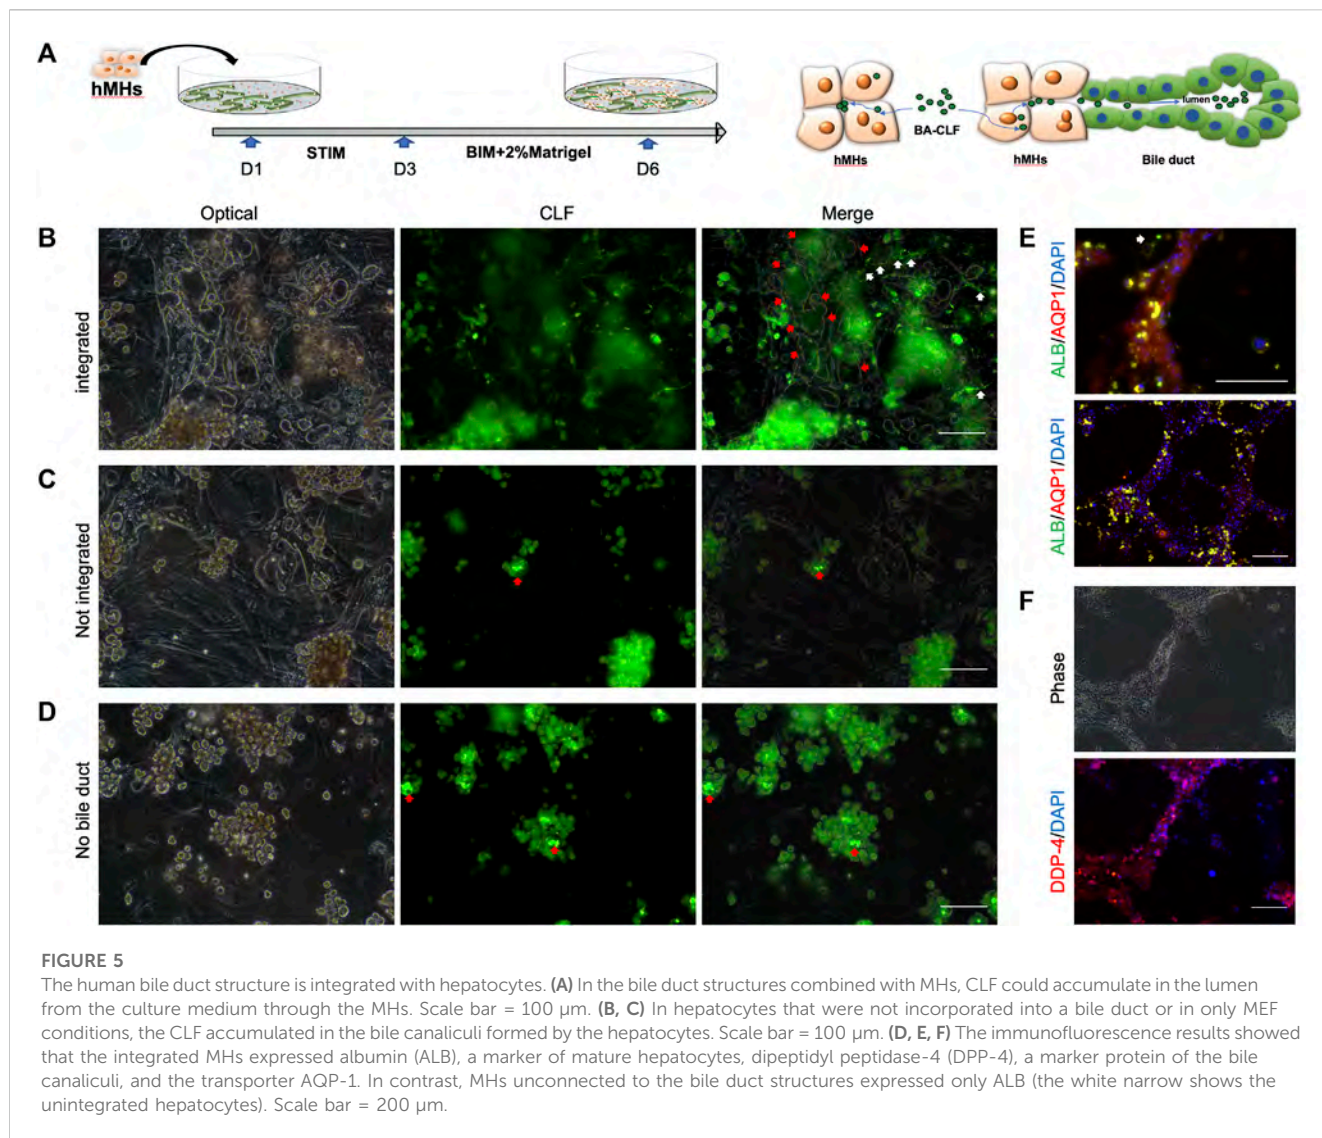 A
hMHs
D1
STIM
D3
BIM+2%Matrigel
D6
hMHs
BA-CLF
hMHs
lumen
Bile duct
Optical
CLF
Merge
B
integrated
C
Not integrated
D
No bile duct
E
ALB/AQP1/DAPI
ALB/AQP1/DAPI
F
Phase
DDP-4/DAPI
FIGURE 5
The human bile duct structure is integrated with hepatocytes. (A) In the bile duct structures combined with MHs, CLF could accumulate in the lumen
from the culture medium through the MHs. Scale bar = 100 µm. (B, C) In hepatocytes that were not incorporated into a bile duct or in only MEF
conditions, the CLF accumulated in the bile canaliculi formed by the hepatocytes. Scale bar = 100 µm. (D, E, F) The immunofluorescence results showed
that the integrated MHs expressed albumin (ALB), a marker of mature hepatocytes, dipeptidyl peptidase-4 (DPP-4), a marker protein of the bile
canaliculi, and the transporter AQP-1. In contrast, MHs unconnected to the bile duct structures expressed only ALB (the white narrow shows the
unintegrated hepatocytes). Scale bar = 200 µm.